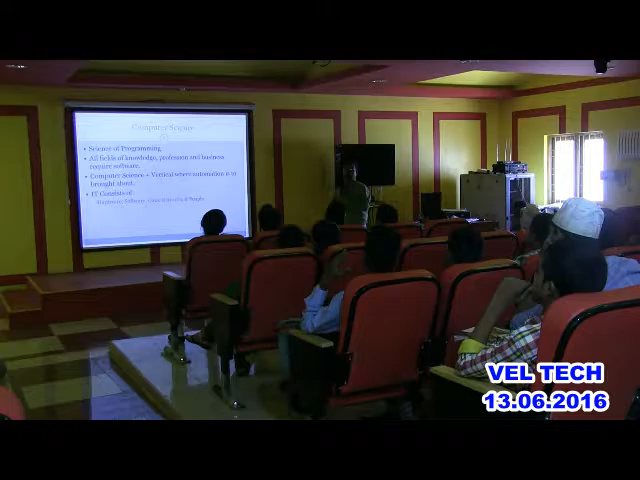 Computer Science
Science of Programming
All fields of knowledge, profession and business
require software.
Computer Science + Vertical where automation is to
brought about.
IT Consists of
VEL TECH
13.06.2016